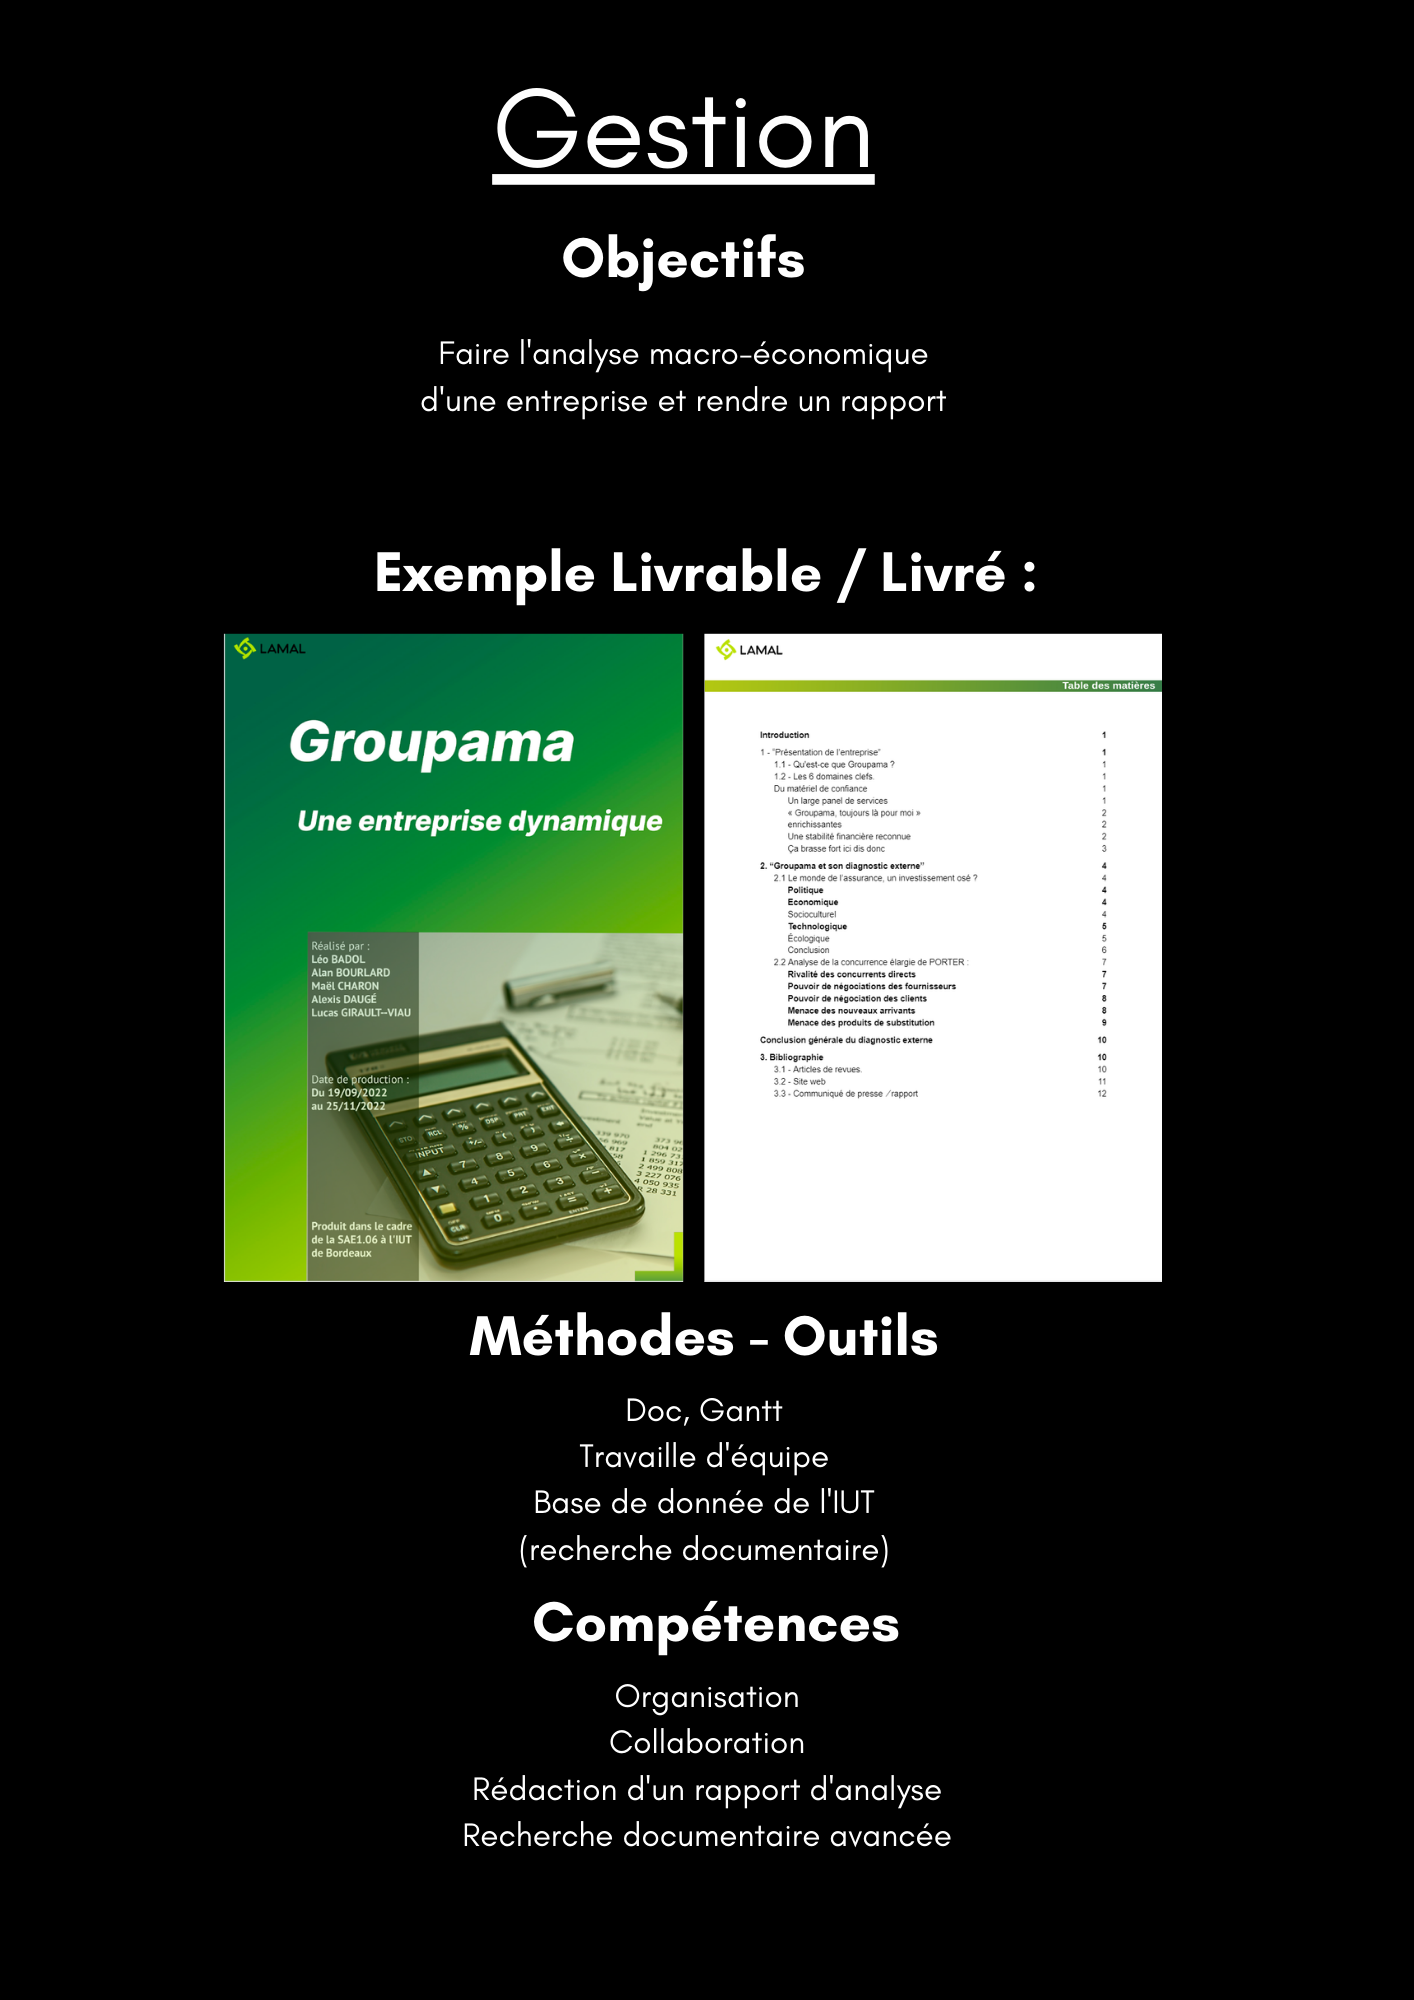 Gestion
Objectifs
Faire l'analyse macro-économique
d'une entreprise et rendre un rapport
Exemple Livrable / Livré :
LAMAL
Groupama
Une entreprise dynamique
Réalisé par :
Léo BADOL
Alan BOURLARD
Maël CHARON
Alexis DAUGÉ
Lucas GIRAULT--VIAU
Date de production :
Du 19/09/2022
au 25/11/2022
Produit dans le cadre
de la SAE1.06 à l'IUT
de Bordeaux
LAMAL
Table des matières
Introduction 1
1 - "Présentation de l'entreprise" 1
1.1 - Qu'est-ce que Groupama ? 1
1.2 - Les 6 domaines clefs. 1
Du matériel de confiance 1
Un large panel de services 1
« Groupama, toujours là pour moi » 2
enrichissantes 2
Une stabilité financière reconnue 2
Ça brasse fort ici dis donc 3
2. "Groupama et son diagnostic externe" 4
2.1 Le monde de l'assurance, un investissement osé ? 4
Politique 4
Economique 4
Socioculturel 4
Technologique 5
Écologique 5
Conclusion 6
2.2 Analyse de la concurrence élargie de PORTER : 7
Rivalité des concurrents directs 7
Pouvoir de négociations des fournisseurs 7
Pouvoir de négociation des clients 8
Menace des nouveaux arrivants 8
Menace des produits de substitution 9
Conclusion générale du diagnostic externe 10
3. Bibliographie 10
3.1 - Articles de revues. 10
3.2 - Site web 11
3.3 - Communiqué de presse /rapport 12
Méthodes - Outils
Doc, Gantt
Travaille d'équipe
Base de donnée de l'IUT
(recherche documentaire)
Compétences
Organisation
Collaboration
Rédaction d'un rapport d'analyse
Recherche documentaire avancée